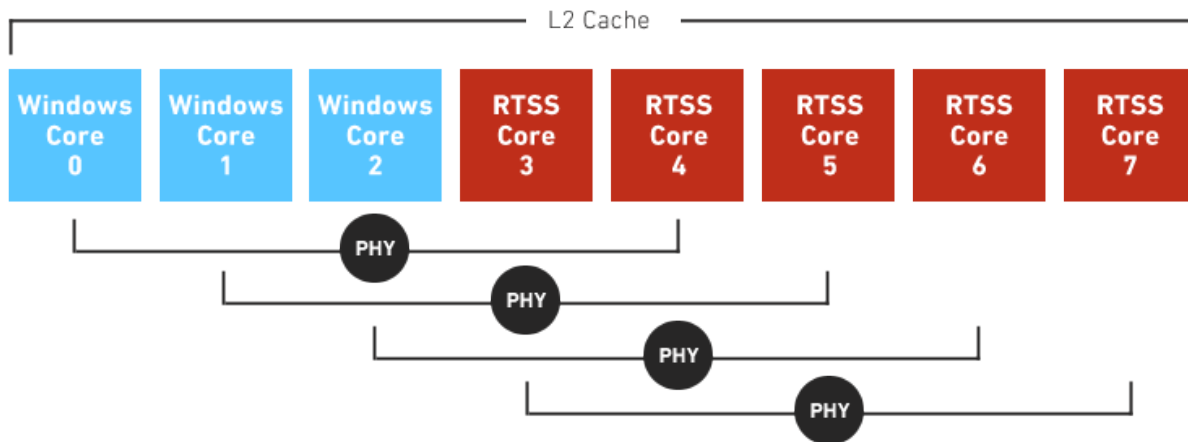 L2 Cache
Windows
Core
0
Windows
Core
1
Windows
Core
2
RTSS
Core
3
RTSS
Core
4
RTSS
Core
5
RTSS
Core
6
RTSS
Core
7
PHY
PHY
PHY
PHY